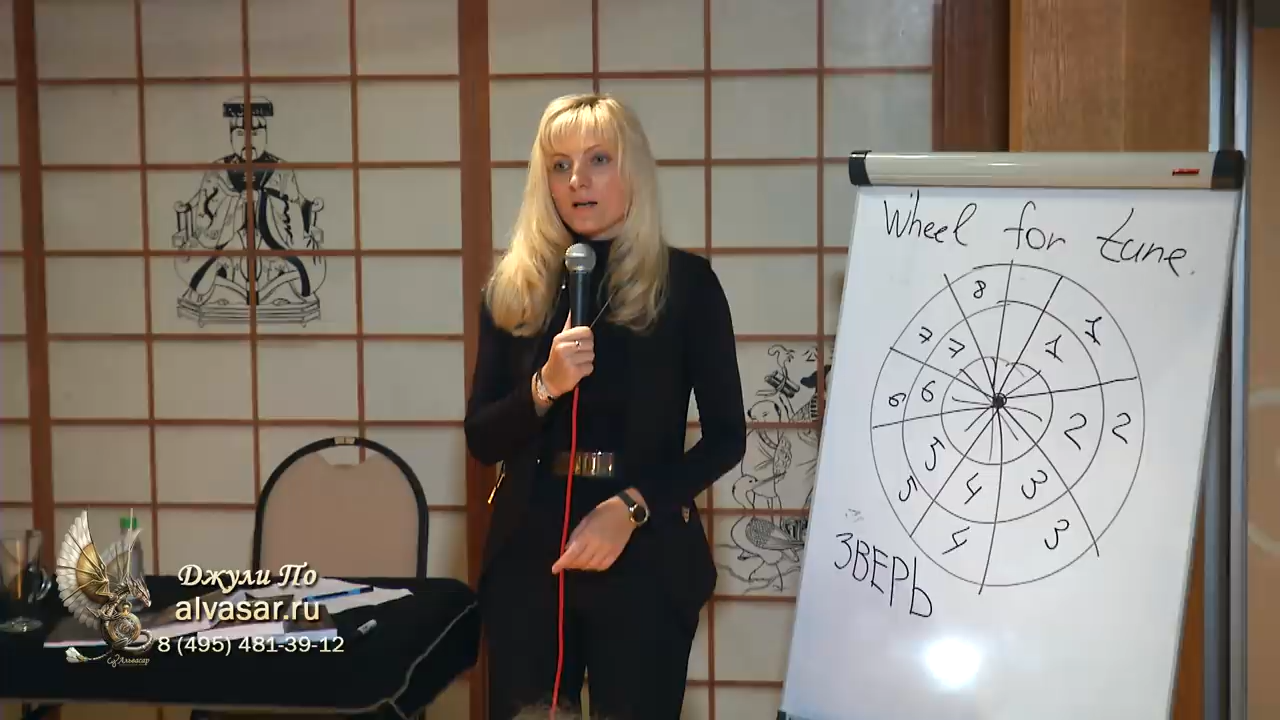 Wheel for tune.
8
7 7 1 1
6 6 2 2
5 5 4 4 3 3
ЗВЕРЬ
Джули По
alvasar.ru
8 (495) 481-39-12